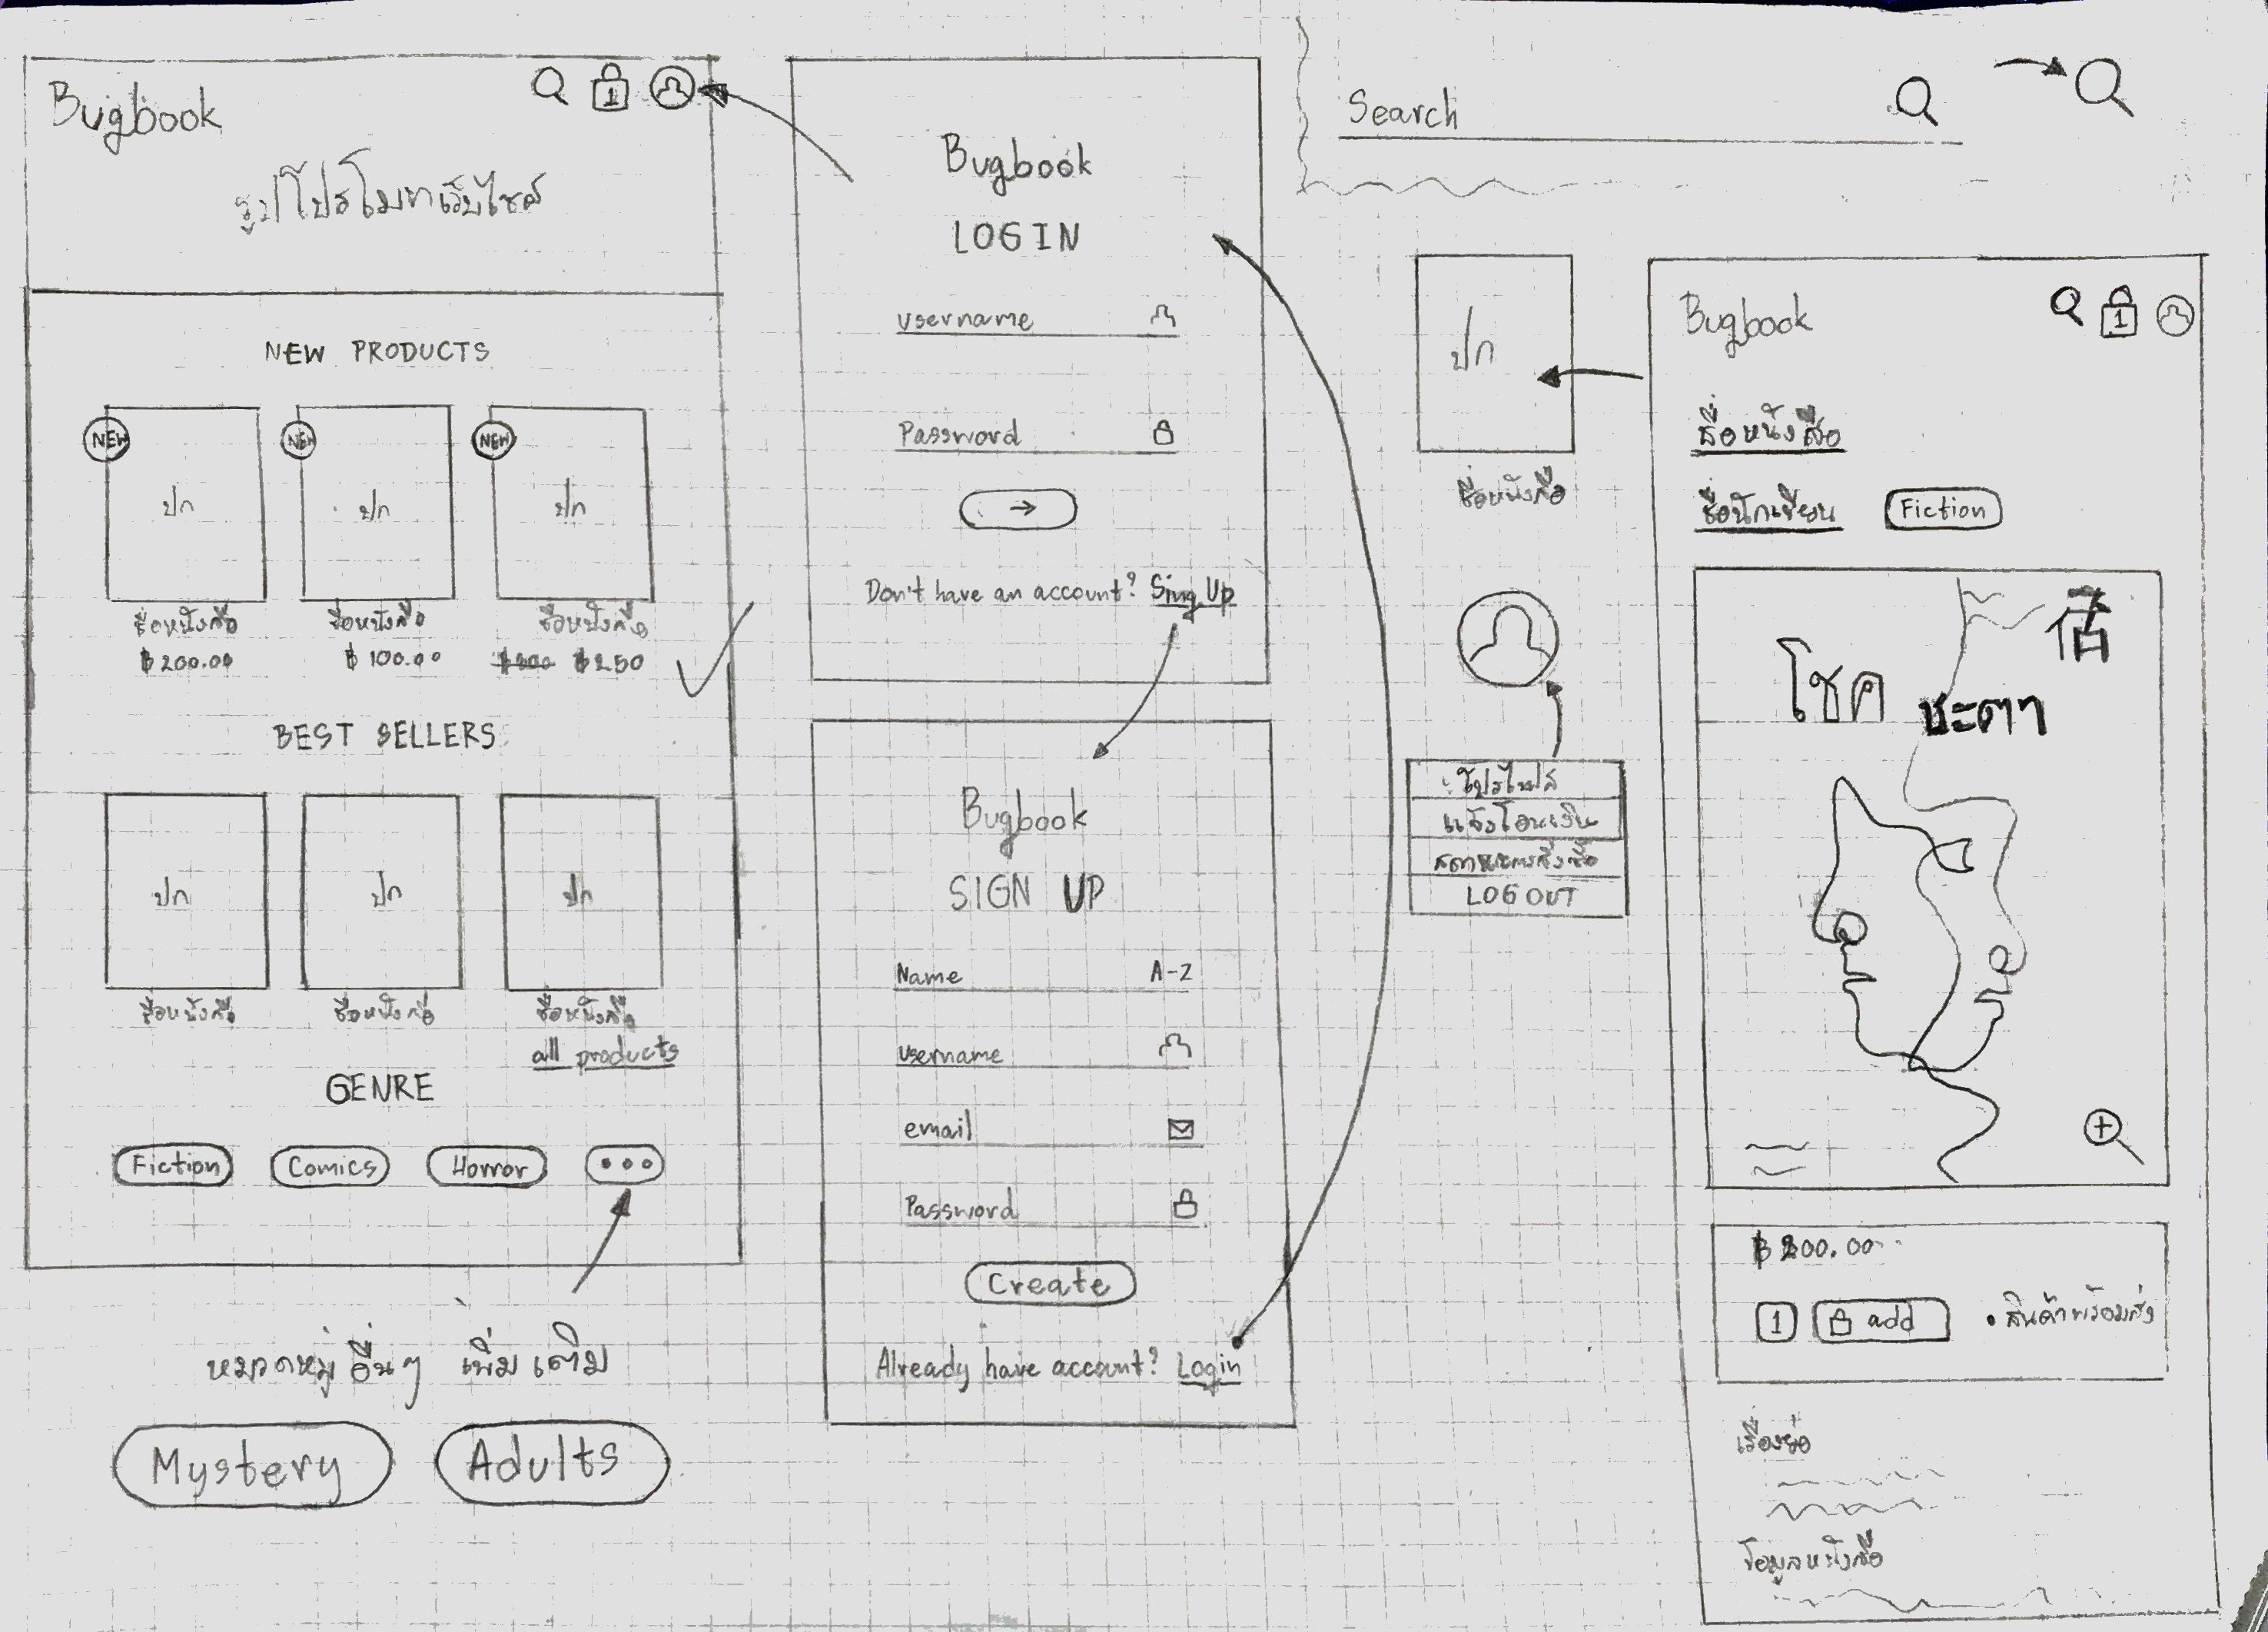 Bugbook
1
รูปโปรโมทเว็บไซส์
NEW PRODUCTS
NEW NEW NEW
ปก ปก ปก
ชื่อหนังสือ ชื่อหนังสือ ชื่อหนังสือ
฿200.00 ฿100.00 ฿300 ฿250
BEST SELLERS
ปก ปก ปก
ชื่อหนังสือ ชื่อหนังสือ ชื่อหนังสือ
all products
GENRE
Fiction Comics Horror
หมวดหมู่อื่นๆ เพิ่มเติม
Mystery Adults
Bugbook
LOGIN
username
Password
Don't have an account? Sing Up
Bugbook
SIGN UP
Name A-Z
username
email
Password
Create
Already have account? Login
Search
ปก
ชื่อหนังสือ
โปรไฟล์
แจ้งโอนเงิน
สถานะการสั่งซื้อ
LOGOUT
Bugbook
1
ชื่อหนังสือ
ชื่อนักเขียน Fiction
โชค
ชะตา
฿200.00
1 add • สินค้าพร้อมส่ง
เรื่องย่อ
ข้อมูลหนังสือ